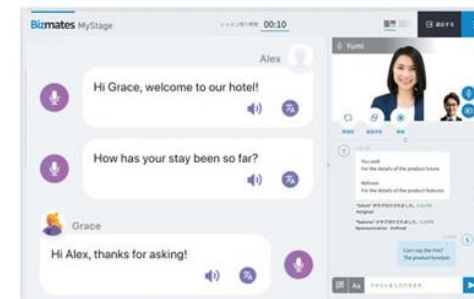 Bizmates MyStage
00:10
Alex
Hi Grace, welcome to our hotel!
How has your stay been so far?
Grace
Hi Alex, thanks for asking!
Yumi
You said
For the details of the product future
Refined
For the details of the product features
Can I say like this?
The product function
Aa